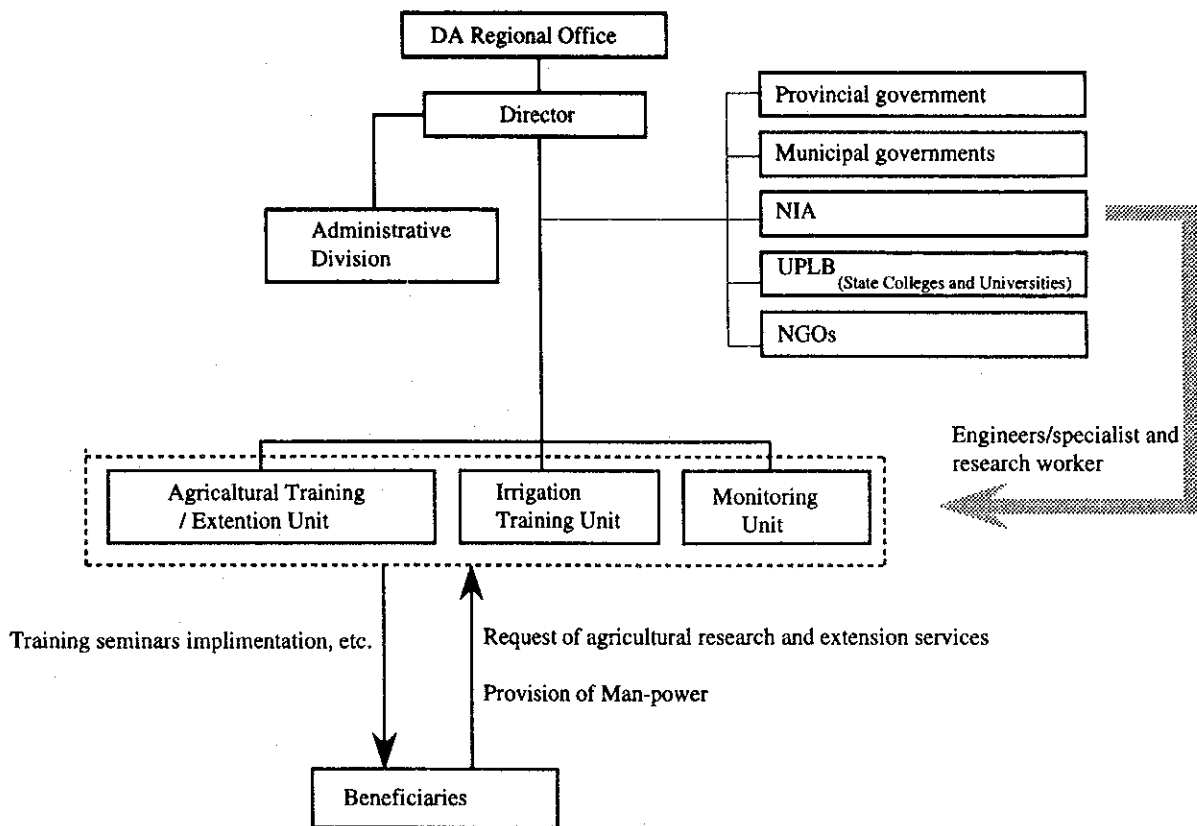 DA Regional Office
Director
Administrative
Division
Provincial government
Municipal governments
NIA
UPLB
(State Colleges and Universities)
NGOs
Engineers/specialist and
research worker
Agricaltural Training
/ Extention Unit
Irrigation
Training Unit
Monitoring
Unit
Training seminars implimentation, etc.
Request of agricultural research and extension services
Provision of Man-power
Beneficiaries